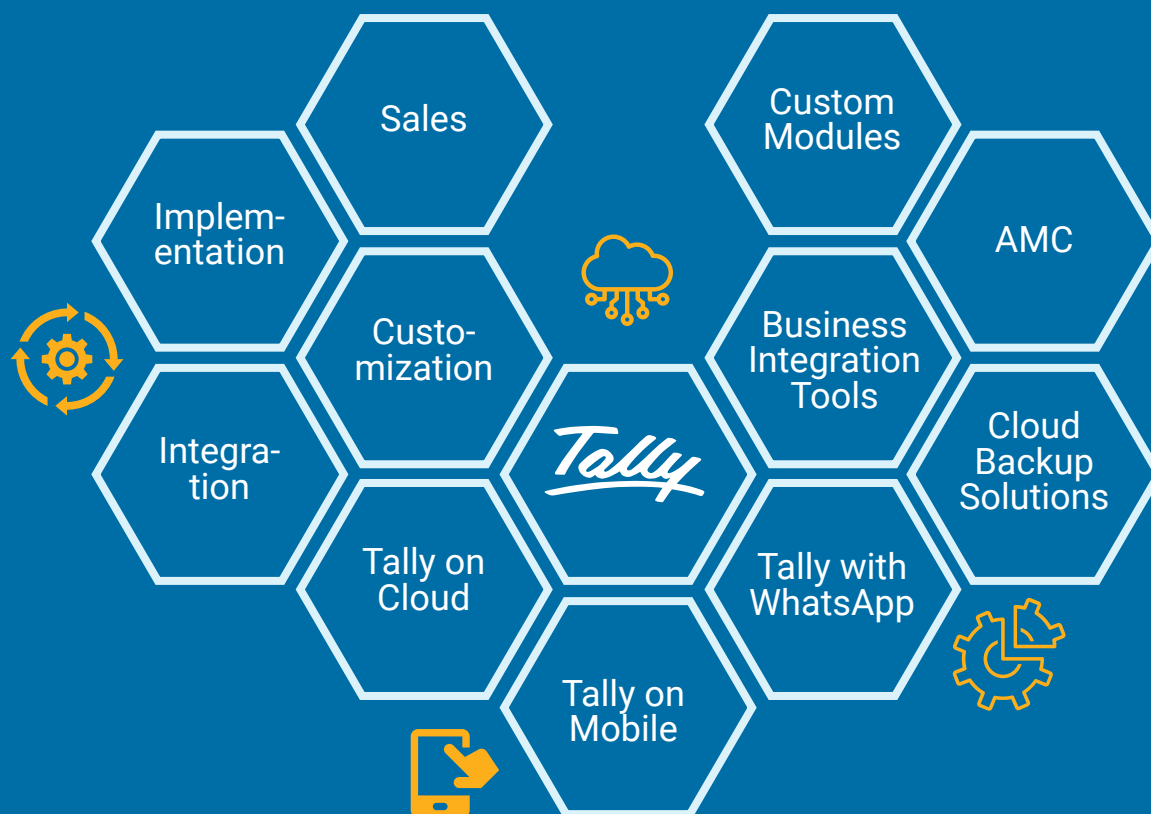 Sales
Custom
Modules
Implem-
entation
AMC
Custo-
mization
Business
Integration
Tools
Integra-
tion
Tally
Cloud
Backup
Solutions
Tally on
Cloud
Tally with
WhatsApp
Tally on
Mobile